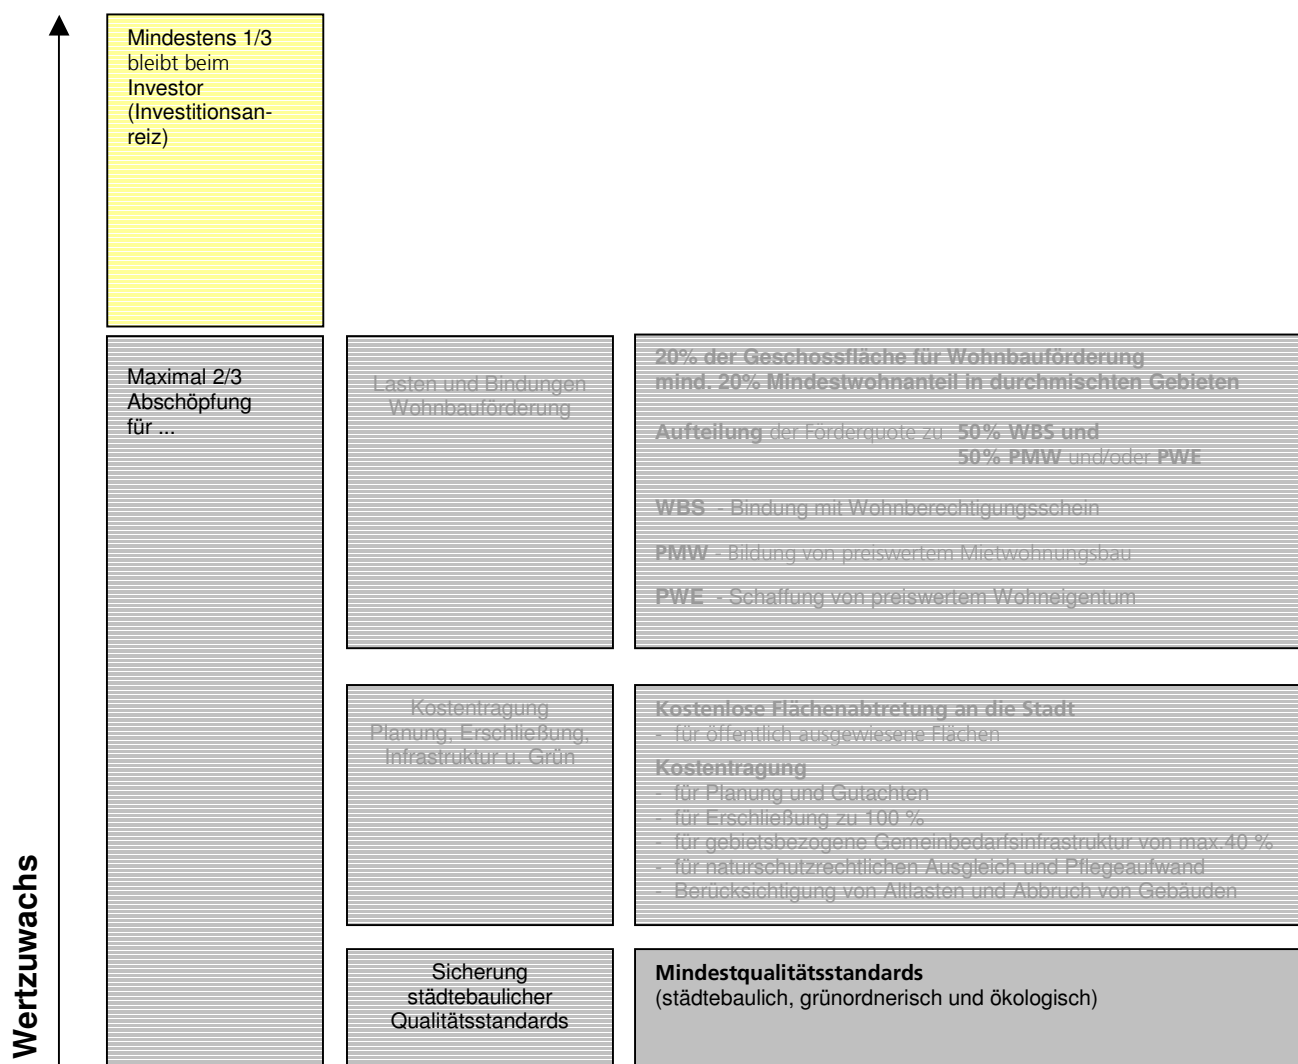 Mindestens 1/3
bleibt beim
Investor
(Investitionsan-
reiz)
Maximal 2/3
Abschöpfung
für ...
Lasten und Bindungen
Wohnbauförderung
20% der Geschossfläche für Wohnbauförderung
mind. 20% Mindestwohnanteil in durchmischten Gebieten
Aufteilung der Förderquote zu 50% WBS und
50% PMW und/oder PWE
WBS - Bindung mit Wohnberechtigungsschein
PMW - Bildung von preiswertem Mietwohnungsbau
PWE - Schaffung von preiswertem Wohneigentum
Kostentragung
Planung, Erschließung,
Infrastruktur u. Grün
Kostenlose Flächenabtretung an die Stadt
- für öffentlich ausgewiesene Flächen
Kostentragung
- für Planung und Gutachten
- für Erschließung zu 100 %
- für gebietsbezogene Gemeinbedarfsinfrastruktur von max.40 %
- für naturschutzrechtlichen Ausgleich und Pflegeaufwand
- Berücksichtigung von Altlasten und Abbruch von Gebäuden
Sicherung
städtebaulicher
Qualitätsstandards
Mindestqualitätsstandards
(städtebaulich, grünordnerisch und ökologisch)
Wertzuwachs